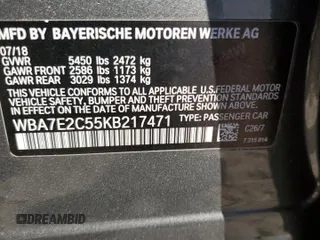 MFD BY BAYERISCHE MOTOREN WERKE AG
07/18
GVWR 5450 lbs 2472 kg
GAWR FRONT 2586 lbs 1173 kg
GAWR REAR 3029 lbs 1374 kg
THIS VEHICLE CONFORMS TO ALL APPLICABLE U.S. FEDERAL MOTOR
VEHICLE SAFETY, BUMPER, AND THEFT PREVENTION STANDARDS
IN EFFECT ON THE DATE OF MANUFACTURE SHOWN ABOVE.
WBA7E2C55KB217471 TYPE: PASSENGER CAR
C26/7
DREAMBID